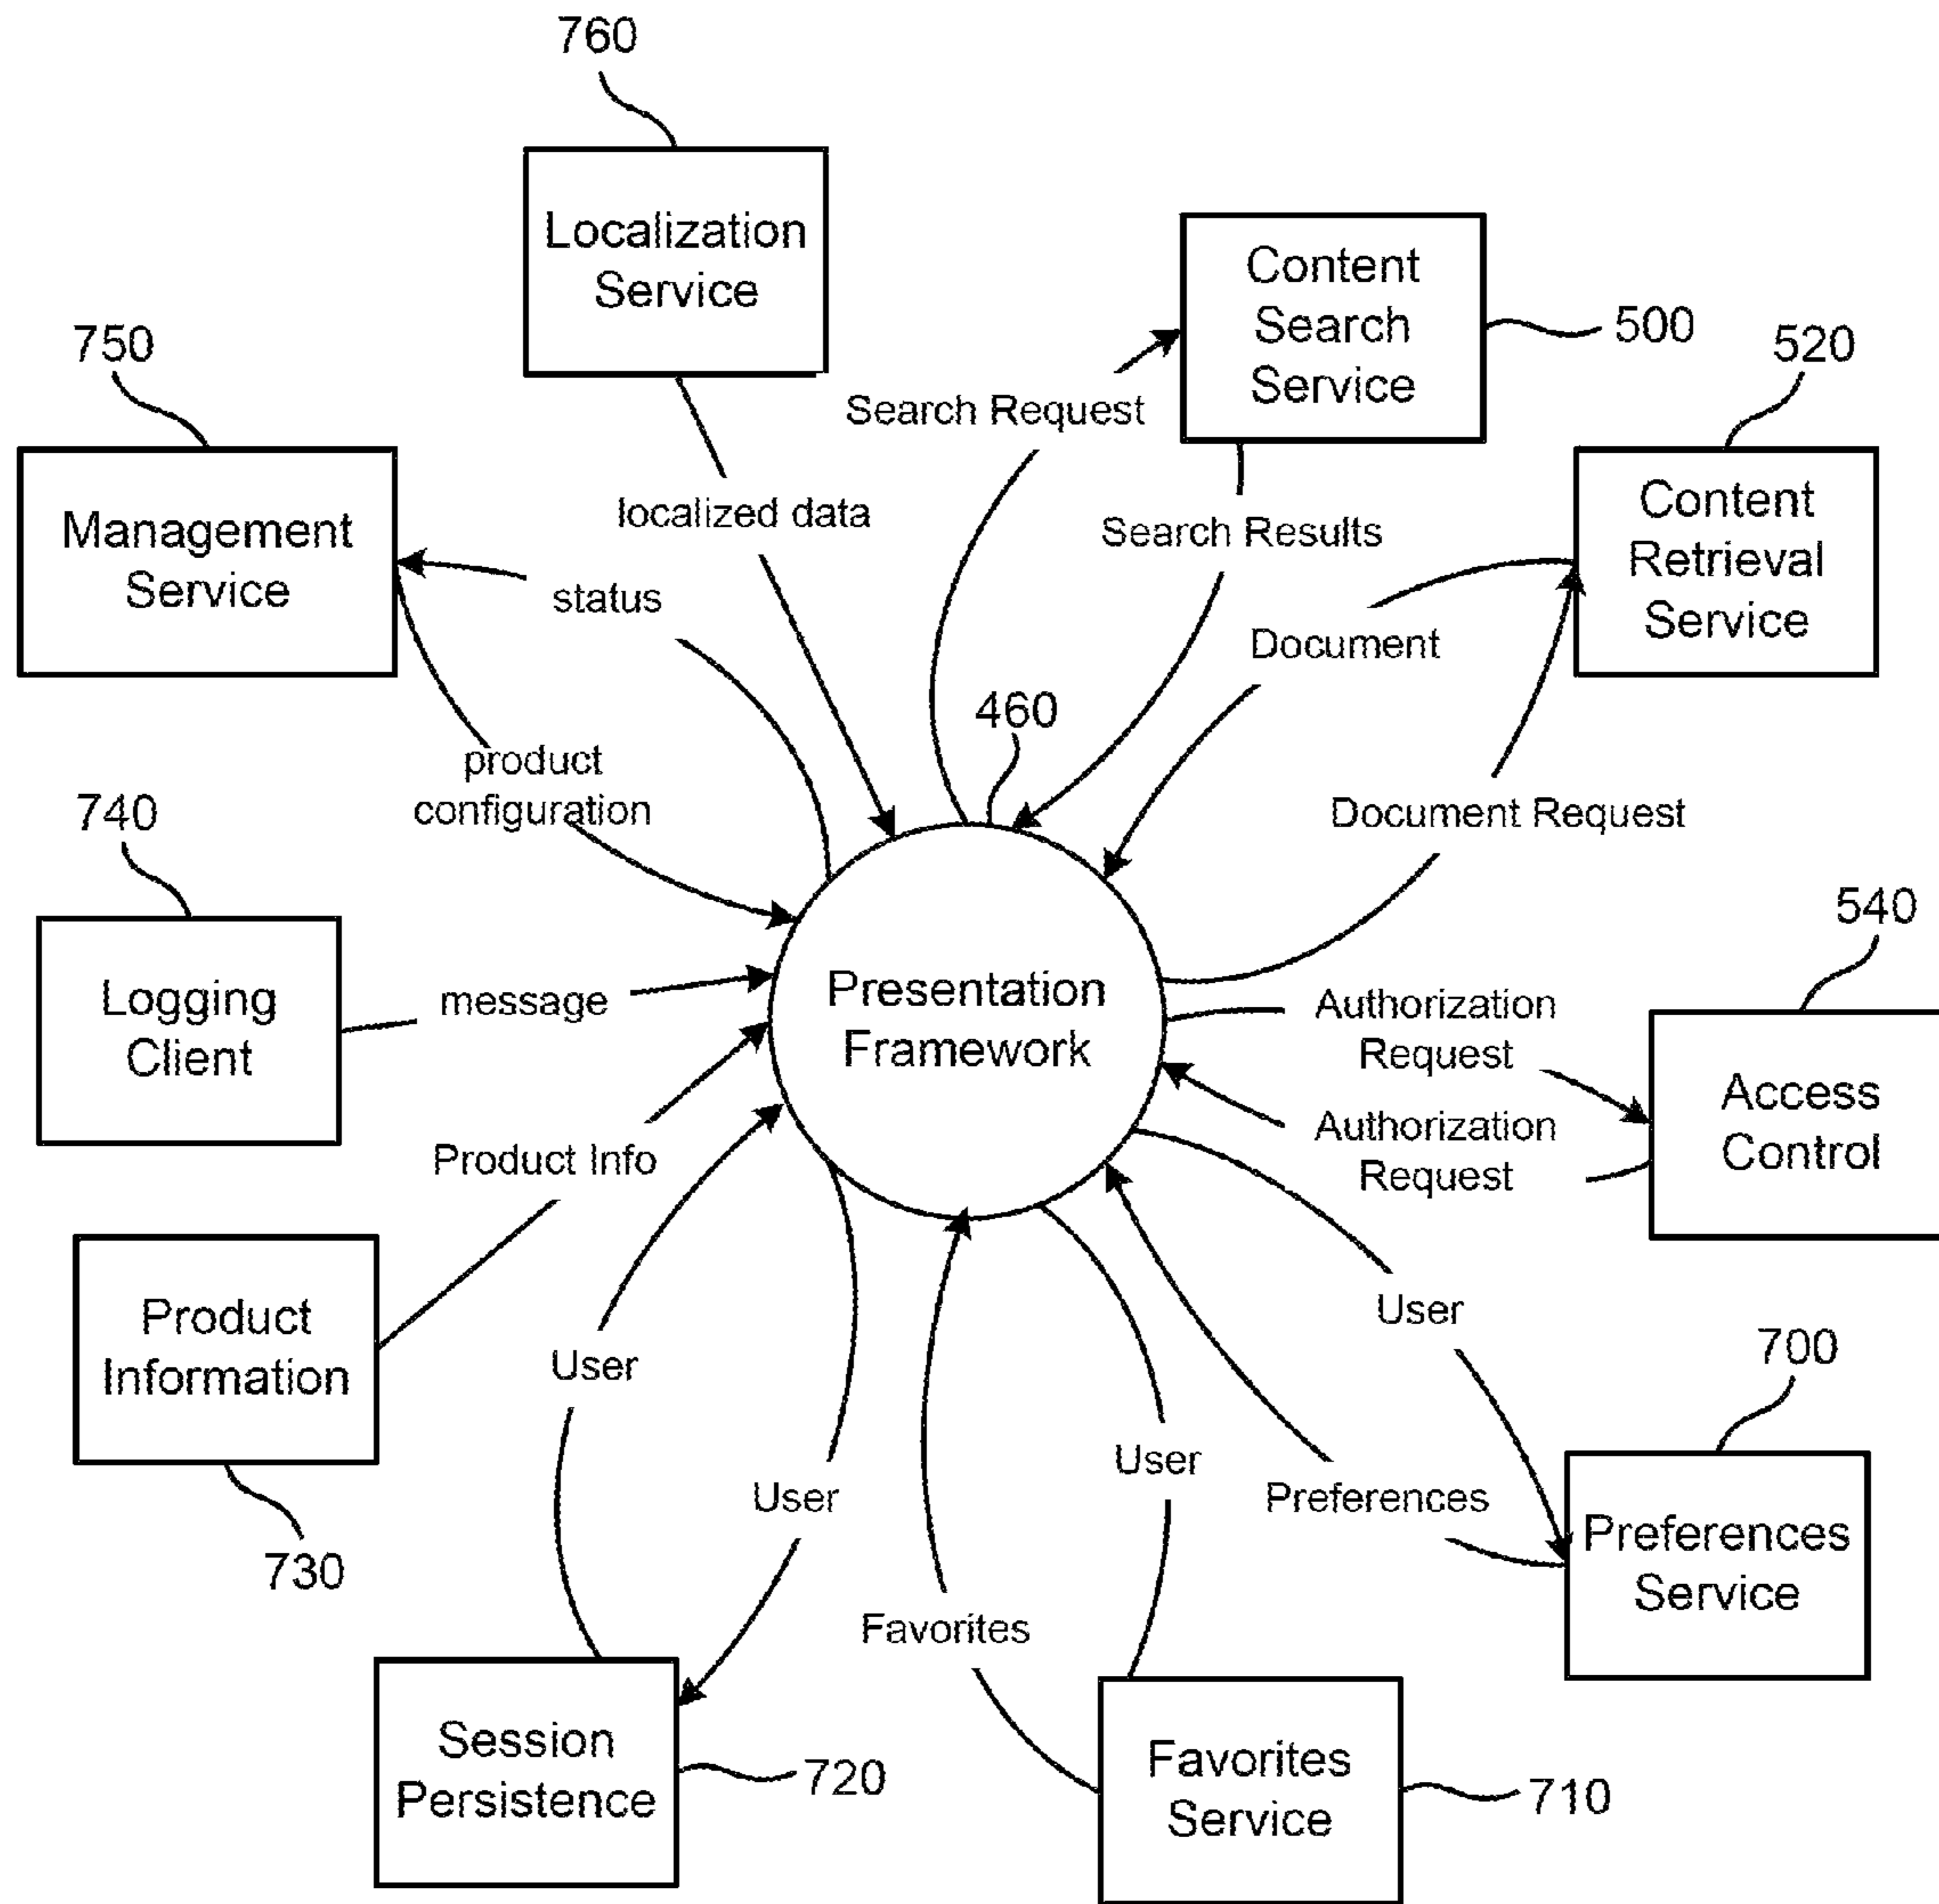 760
Localization
Service
Content
Search
Service
500
520
750
Search Request
Content
Retrieval
Service
Management
Service
localized data
Search Results
status
Document
460
product
configuration
Document Request
740
540
Logging
Client
message
Presentation
Framework
Authorization
Request
Access
Control
Authorization
Request
Product Info
Product
Information
User
User
700
User
User
Preferences
Preferences
Service
730
Favorites
Session
Persistence
720
Favorites
Service
710